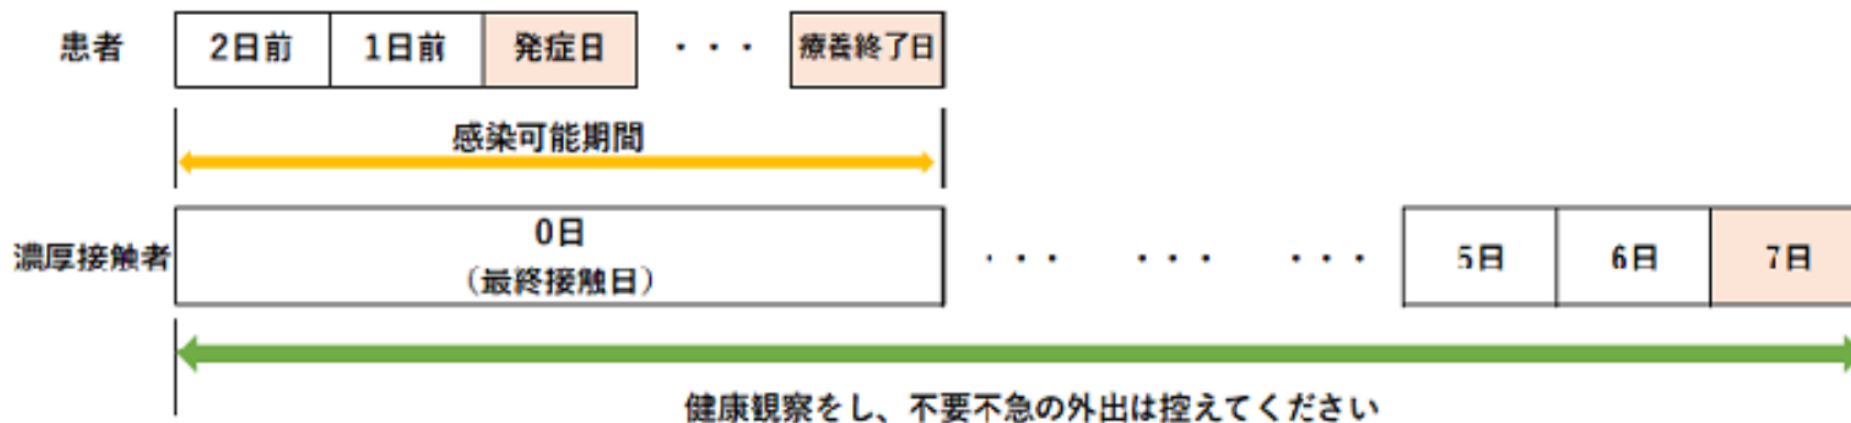 患者
2日前 1日前 発症日 ・・・ 療養終了日
感染可能期間
濃厚接触者
0日
（最終接触日）
・・・ ・・・ ・・・ 5日 6日 7日
健康観察をし、不要不急の外出は控えてください